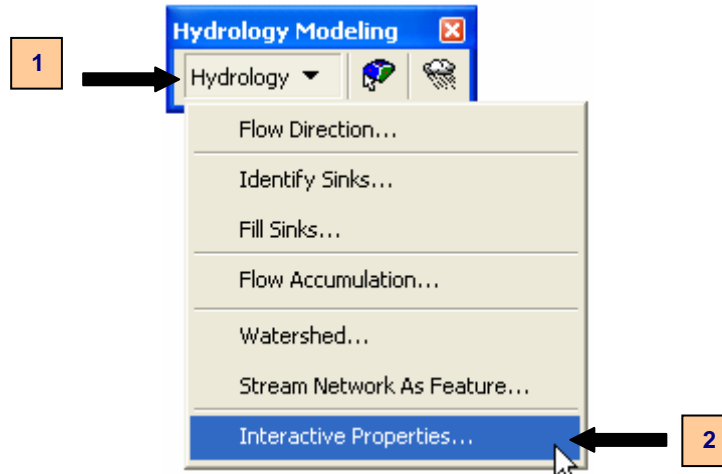 Hydrology Modeling
1
Hydrology
Flow Direction...
Identify Sinks...
Fill Sinks...
Flow Accumulation...
Watershed...
Stream Network As Feature...
Interactive Properties...
2